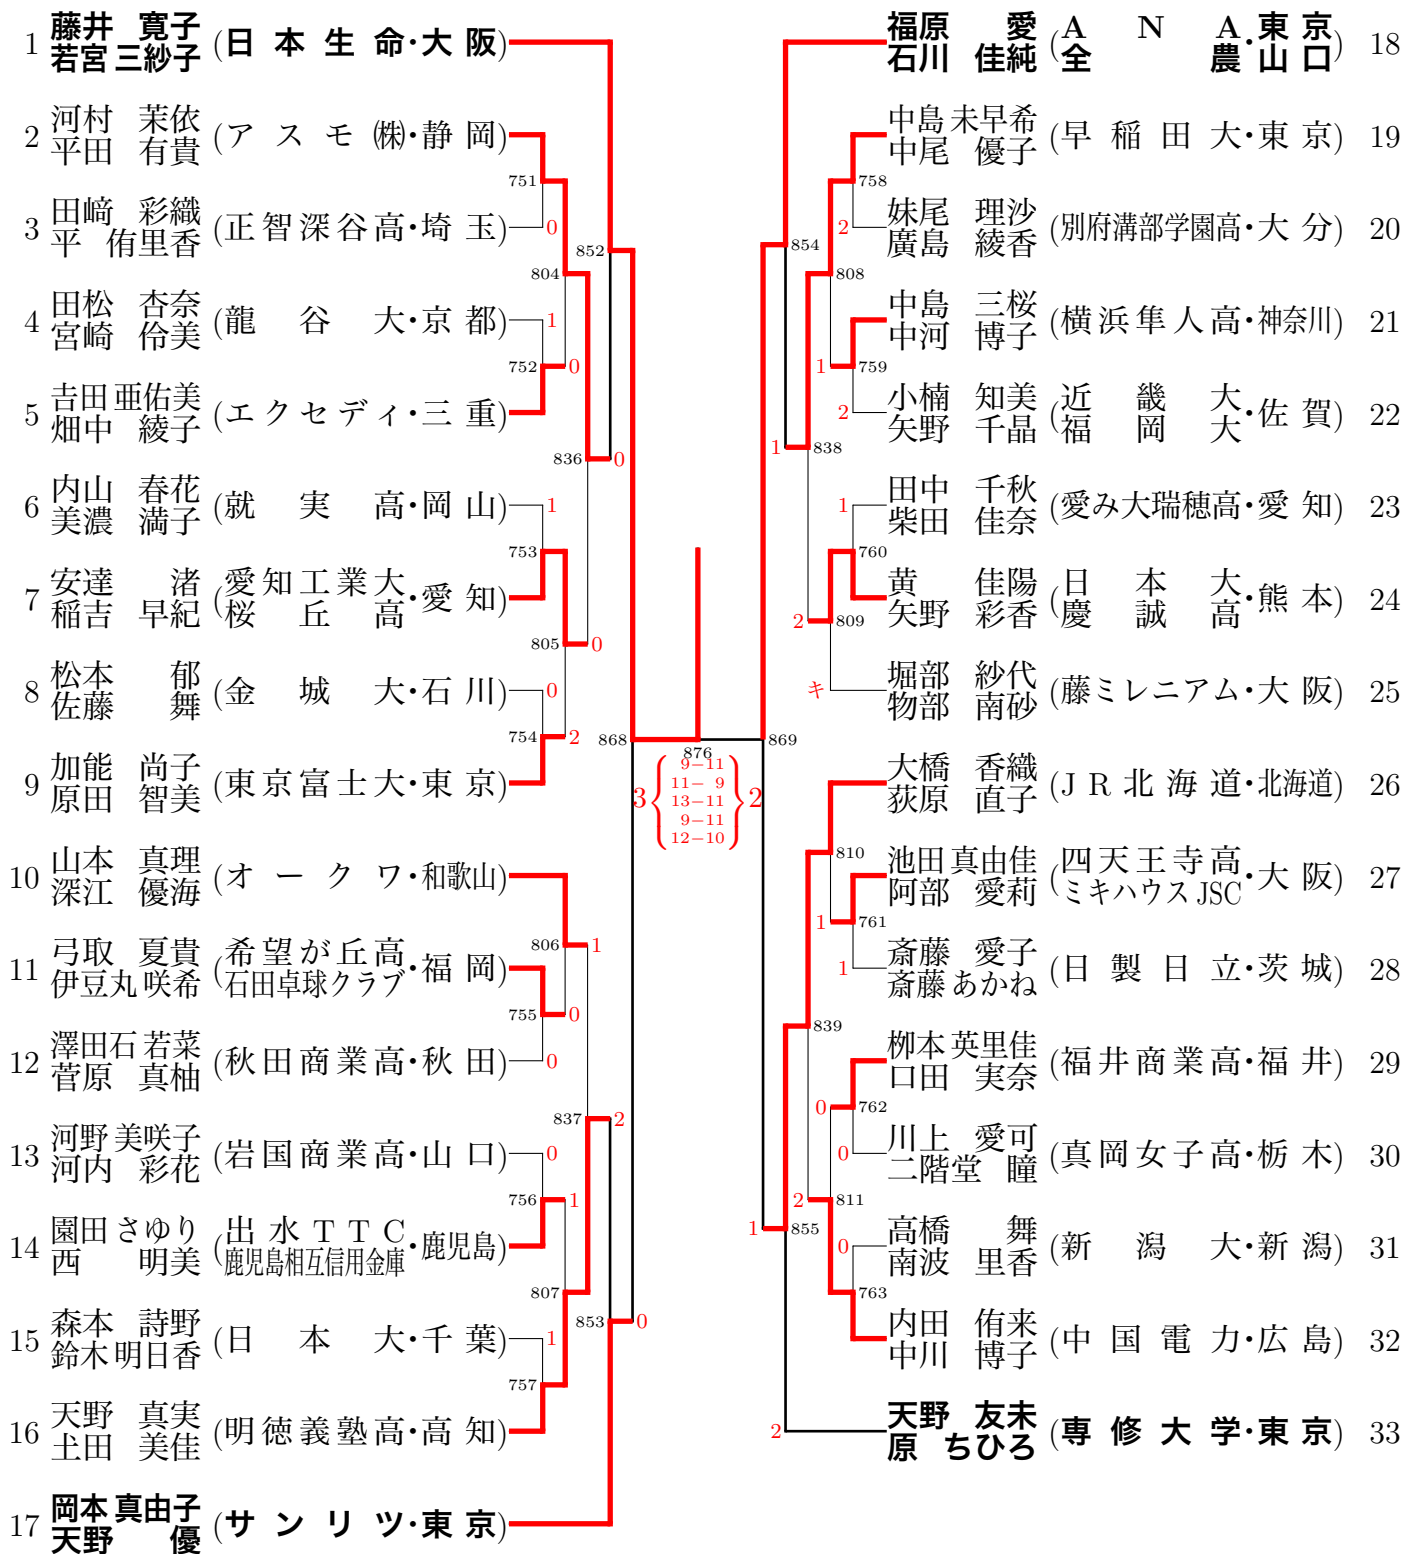 1 藤井 寛子 若宮 三紗子 (日本生命・大阪)
2 河村 茉依 平田 有貴 (アスモ㈱・静岡)
3 田﨑 彩織 平 侑里香 (正智深谷高・埼玉)
4 田松 杏奈 宮崎 伶美 (龍谷大・京都)
5 吉田 亜佑美 畑中 綾子 (エクセディ・三重)
6 内山 春花 美濃 満子 (就実高・岡山)
7 安達 渚 稲吉 早紀 (愛知工業大 桜丘高・愛知)
8 松本 郁 佐藤 舞 (金城大・石川)
9 加能 尚子 原田 智美 (東京富士大・東京)
10 山本 真理 深江 優海 (オークワ・和歌山)
11 弓取 夏貴 伊豆丸 咲希 (希望が丘高 石田卓球クラブ・福岡)
12 澤田石 若菜 菅原 真柚 (秋田商業高・秋田)
13 河野 美咲子 河内 彩花 (岩国商業高・山口)
14 園田 さゆり 西 明美 (出水TTC 鹿児島相互信用金庫・鹿児島)
15 森本 詩野 鈴木 明日香 (日本大・千葉)
16 天野 真実 土田 美佳 (明徳義塾高・高知)
17 岡本 真由子 天野 優 (サンリツ・東京)
751 0
804
752 1 0
852
836 0
753 1
805 0
754 0 2
868
806 1
755 0 0
837 2
756 0 1
807
757 1
853 0
876
3 { 9-11
11- 9
13-11
9-11
12-10 } 2
福原 愛 石川 佳純 (ANA 全農・東京 山口) 18
中島 未早希 中尾 優子 (早稲田大・東京) 19
妹尾 理沙 廣島 綾香 (別府溝部学園高・大分) 20
中島 三桜 中河 博子 (横浜隼人高・神奈川) 21
小楠 知美 矢野 千晶 (近畿大 福岡大・佐賀) 22
田中 千秋 柴田 佳奈 (愛み大瑞穂高・愛知) 23
黄 佳陽 矢野 彩香 (日本大 慶誠高・熊本) 24
堀部 紗代 物部 南砂 (藤ミレニアム・大阪) 25
大橋 香織 荻原 直子 (JR北海道・北海道) 26
池田 真由佳 阿部 愛莉 (四天王寺高 ミキハウスJSC・大阪) 27
斎藤 愛子 斎藤 あかね (日製日立・茨城) 28
栁本 英里佳 口田 実奈 (福井商業高・福井) 29
川上 愛可 二階堂 瞳 (真岡女子高・栃木) 30
高橋 舞 南波 里香 (新潟大・新潟) 31
内田 侑来 中川 博子 (中国電力・広島) 32
天野 友未 原 ちひろ (専修大学・東京) 33
758 2
854
808
1 759 2
1 838
1 760
2 809
キ
869
810
1 761 1
839
0 762 0
2 811
0 763
1 855
2